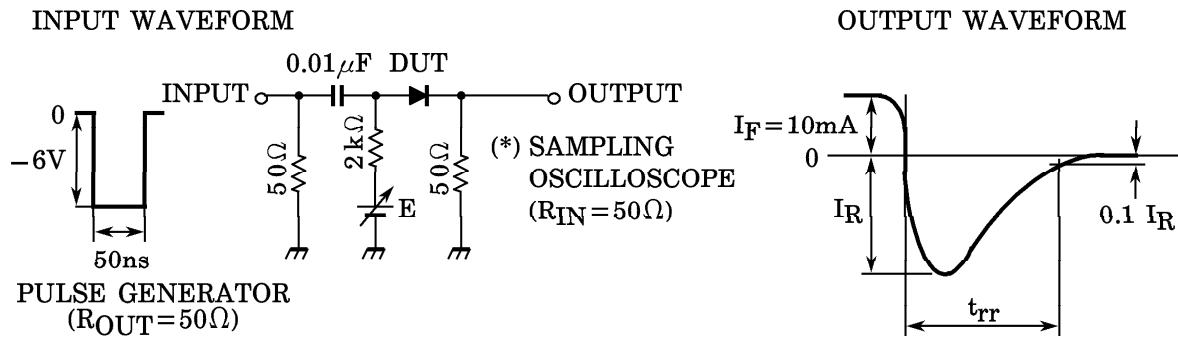 INPUT WAVEFORM
0
−6V
50ns
PULSE GENERATOR
(ROUT=50Ω)
0.01μF DUT
INPUT
OUTPUT
50Ω
2kΩ
E
50Ω
(*) SAMPLING
OSCILLOSCOPE
(RIN=50Ω)
OUTPUT WAVEFORM
IF=10mA
0
IR
0.1 IR
trr